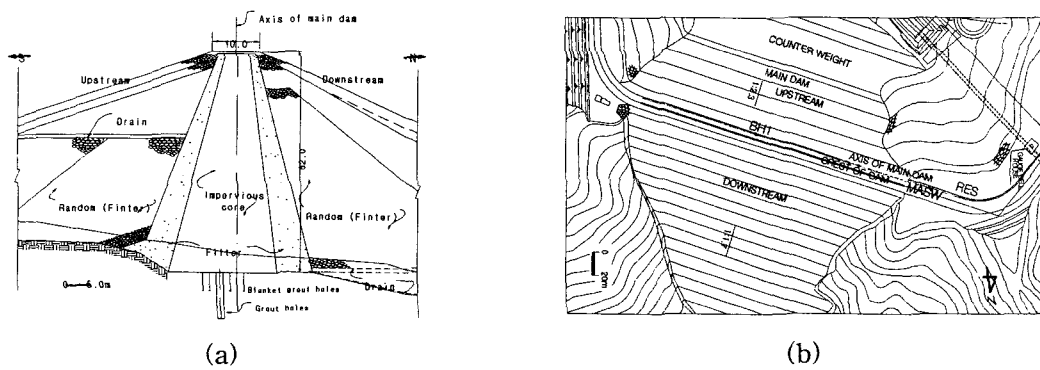 Axis of main dam
10.0
S
N
Upstream
Downstream
Drain
62.0
Impervious
core
Random (Finter)
Random (Finter)
Filter
0 5.0m
Blanket grout holes
Drain
Grout holes
(a)
COUNTER WEIGHT
MAIN DAM
UPSTREAM
BH1
AXIS OF MAIN DAM
CREST OF DAM
MASW
RES
DOWNSTREAM
0 20m
N
(b)